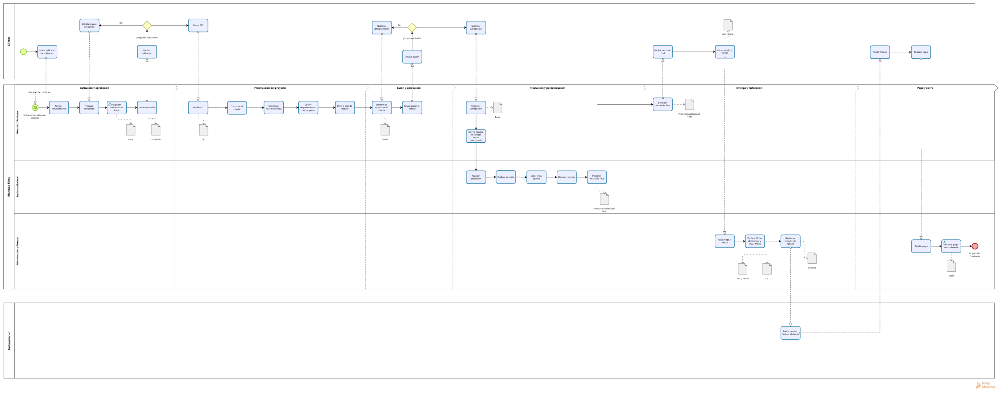 Cliente
Solicitar nueva
cotización
No
Enviar OC
¿Acepta la cotización?
Enviar solicitud
de cotización
Recibir
cotización
Notificar
desaprobación
No
Notificar
aprobación
¿Guion aprobado?
Revisar guion
HES / MIGO
Recibir resultado
final
Informar HES /
MIGO
Recibir factura
Realizar pago
Mandala Films
Cotización y aprobación
Planificación del proyecto
Guión y aprobación
Producción y postproducción
Entrega y facturación
Pago y cierre
Dirección / Productor
Solicitud de cotización
Solicitud de cotización
recibida
Revisar
requerimiento
Preparar
cotización
Registrar
cotización en
Excel
Enviar cotización
Excel
Cotización
Recibir OC
OC
Contactar al
cliente
Coordinar
reunión o visita
Definir
requerimientos
del proyecto
Definir plan de
trabajo
Desarrollar
guion con el
cliente
Enviar guion al
cliente
Guion
Registrar
aprobación
Excel
Definir equipo
de trabajo
según
presupuesto
Entregar
resultado final
Producto audiovisual
final
Equipo audiovisual
Realizar
grabación
Realizar locución
Crear línea
gráfica
Realizar montaje
Preparar
resultado final
Producto audiovisual
final
Administración y Finanzas
Recibir HES /
MIGO
Verificar Orden
de Compra y
HES / MIGO
Gestionar
emisión de
factura
HES / MIGO
OC
Factura
Recibir pago
Registrar pago
manualmente
Excel
Proyectado
finalizado
Facturacion.cl
Emitir y enviar
factura al cliente
bizagi
Modeler